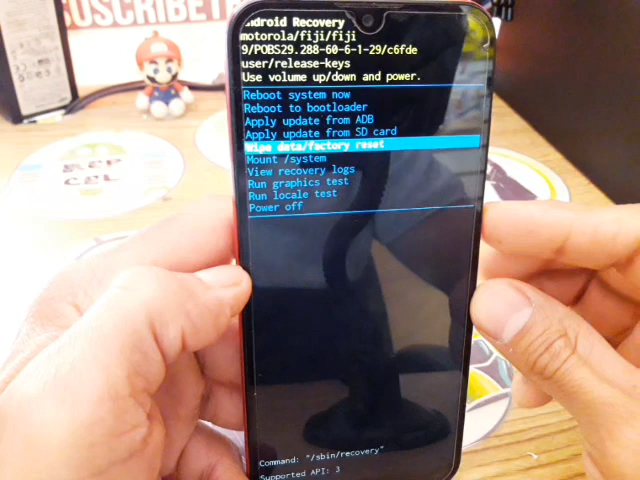 SUSCRIBETE
Android Recovery
motorola/fiji/fiji
9/POBS29.288-60-6-1-29/c6fde
user/release-keys
Use volume up/down and power.
Reboot system now
Reboot to bootloader
Apply update from ADB
Apply update from SD card
Wipe data/factory reset
Mount /system
View recovery logs
Run graphics test
Run locale test
Power off
REP
CEL
Command: "/sbin/recovery"
Supported API: 3